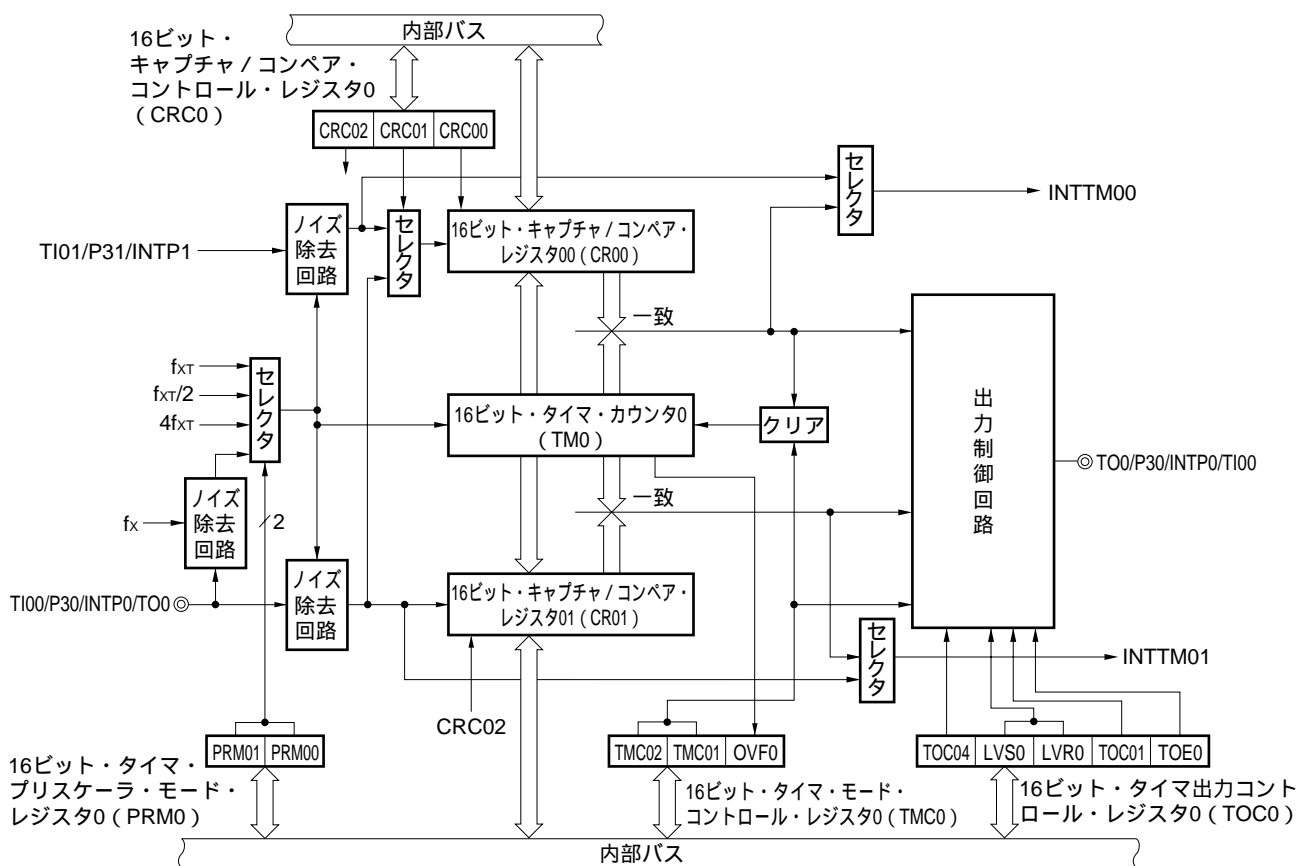 内部バス
16ビット・
キャプチャ / コンペア・
コントロール・レジスタ0
（CRC0）
CRC02 CRC01 CRC00
セレクタ
INTTM00
TI01/P31/INTP1
ノイズ
除去
回路
セレクタ
16ビット・キャプチャ / コンペア・
レジスタ00（CR00）
一致
fXT
fXT/2
4fXT
セレクタ
16ビット・タイマ・カウンタ0
（TM0）
クリア
出力制御回路
TO0/P30/INTP0/TI00
fX
ノイズ
除去
回路
2
一致
TI00/P30/INTP0/TO0
ノイズ
除去
回路
16ビット・キャプチャ / コンペア・
レジスタ01（CR01）
セレクタ
INTTM01
CRC02
PRM01 PRM00
TMC02 TMC01 OVF0
TOC04 LVS0 LVR0 TOC01 TOE0
16ビット・タイマ・
プリスケーラ・モード・
レジスタ0（PRM0）
16ビット・タイマ・モード・
コントロール・レジスタ0（TMC0）
16ビット・タイマ出力コント
ロール・レジスタ0（TOC0）
内部バス